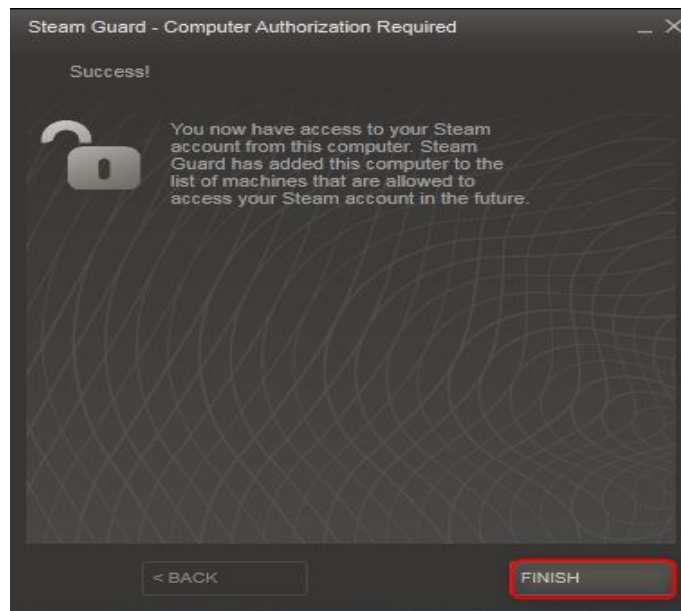 Steam Guard - Computer Authorization Required
Success!
You now have access to your Steam
account from this computer. Steam
Guard has added this computer to the
list of machines that are allowed to
access your Steam account in the future.
< BACK
FINISH